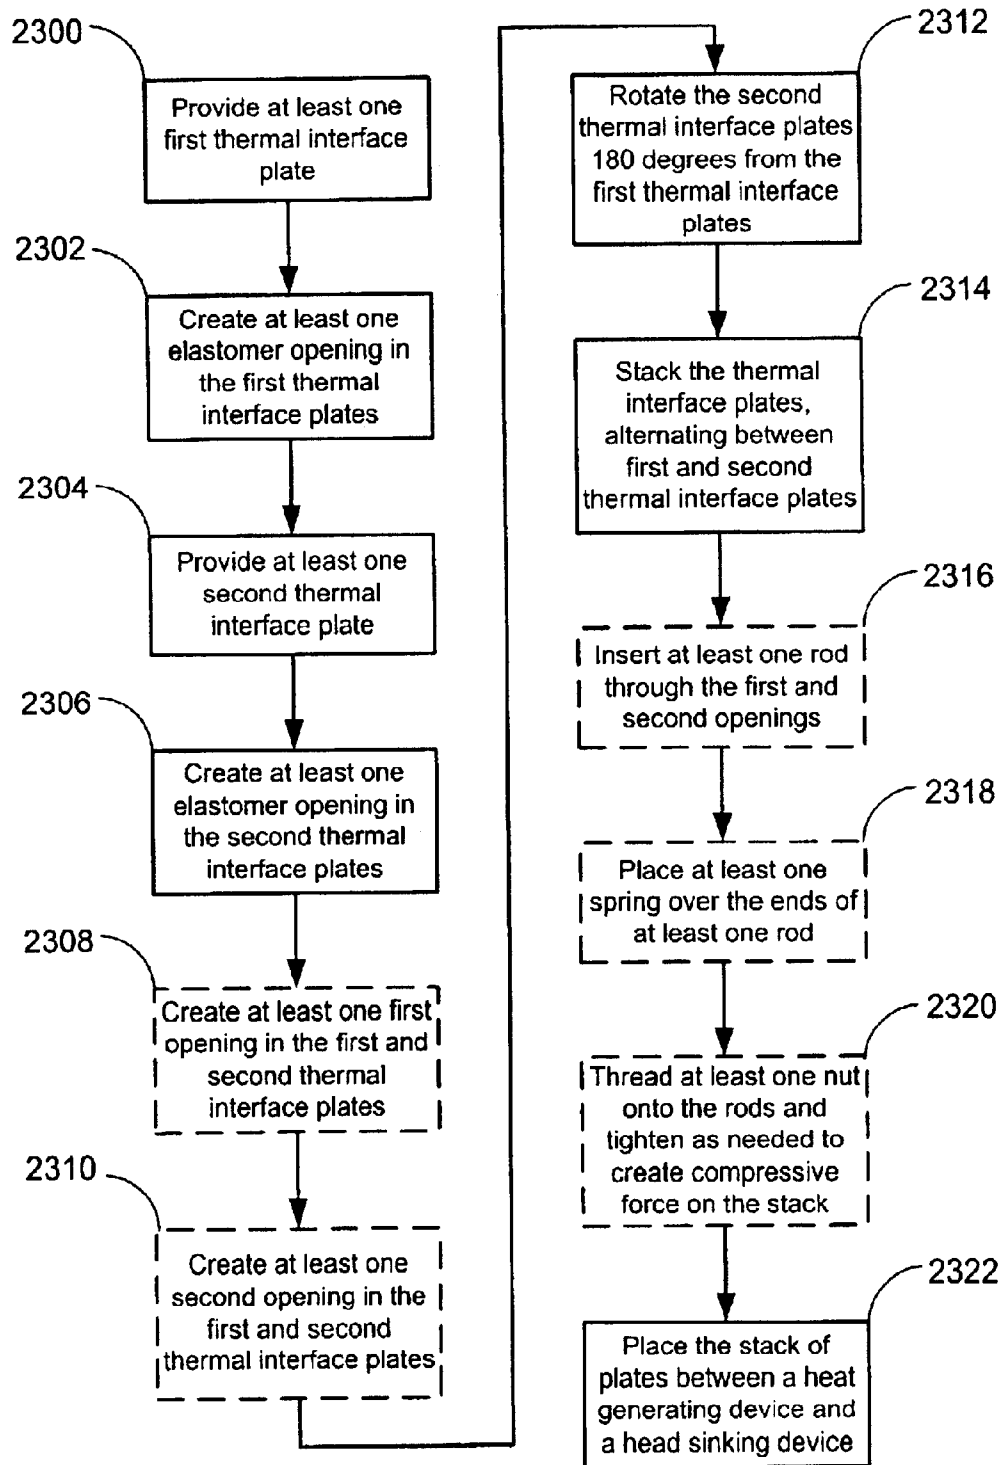 2300
Provide at least one
first thermal interface
plate
2302
Create at least one
elastomer opening in
the first thermal
interface plates
2304
Provide at least one
second thermal
interface plate
2306
Create at least one
elastomer opening in
the second thermal
interface plates
2308
Create at least one first
opening in the first and
second thermal
interface plates
2310
Create at least one
second opening in the
first and second
thermal interface plates
2312
Rotate the second
thermal interface plates
180 degrees from the
first thermal interface
plates
2314
Stack the thermal
interface plates,
alternating between
first and second
thermal interface plates
2316
Insert at least one rod
through the first and
second openings
2318
Place at least one
spring over the ends of
at least one rod
2320
Thread at least one nut
onto the rods and
tighten as needed to
create compressive
force on the stack
2322
Place the stack of
plates between a heat
generating device and
a head sinking device